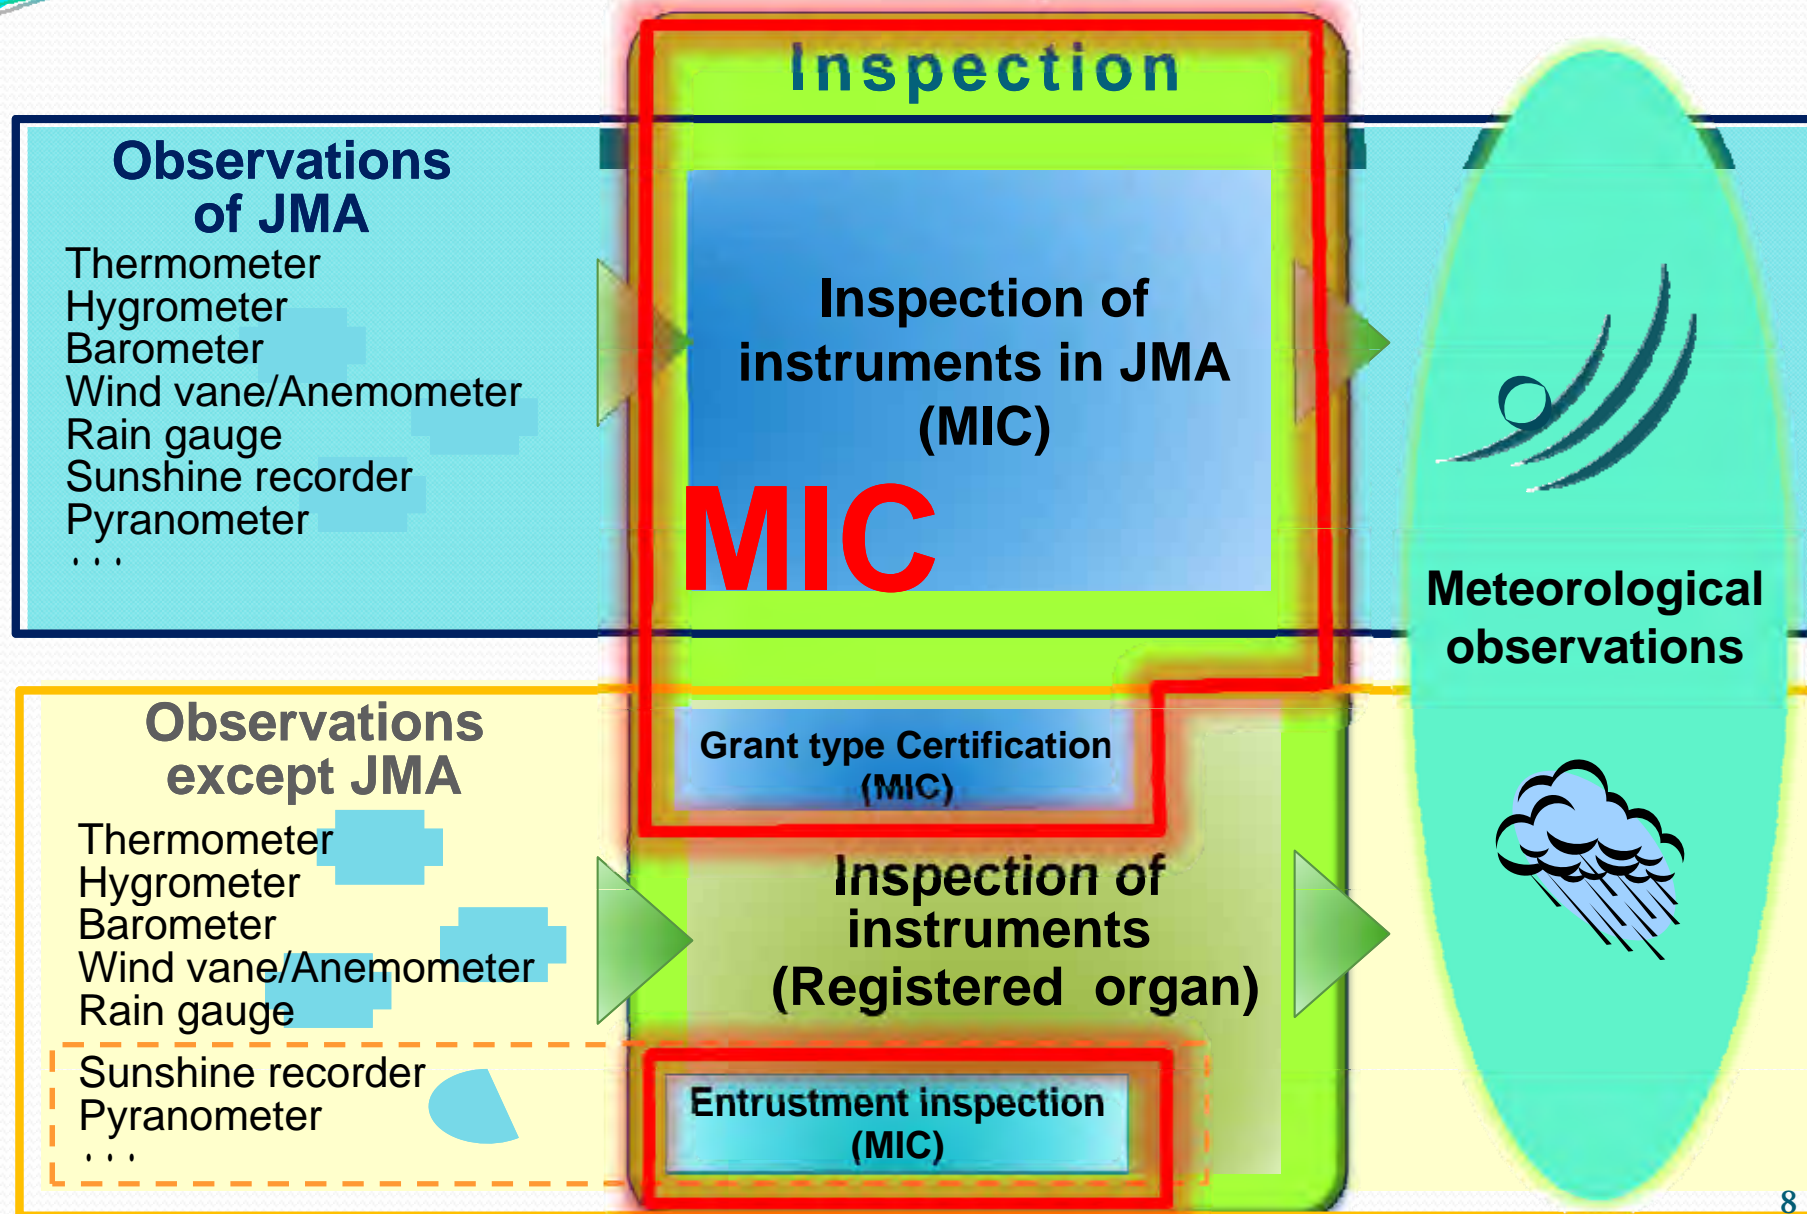 Inspection
Observations
of JMA
Thermometer
Hygrometer
Barometer
Wind vane/Anemometer
Rain gauge
Sunshine recorder
Pyranometer
・・・
Inspection of
instruments in JMA
(MIC)
MIC
Meteorological
observations
Observations
except JMA
Thermometer
Hygrometer
Barometer
Wind vane/Anemometer
Rain gauge
Sunshine recorder
Pyranometer
・・・
Grant type Certification
(MIC)
Inspection of
instruments
(Registered organ)
Entrustment inspection
(MIC)
8